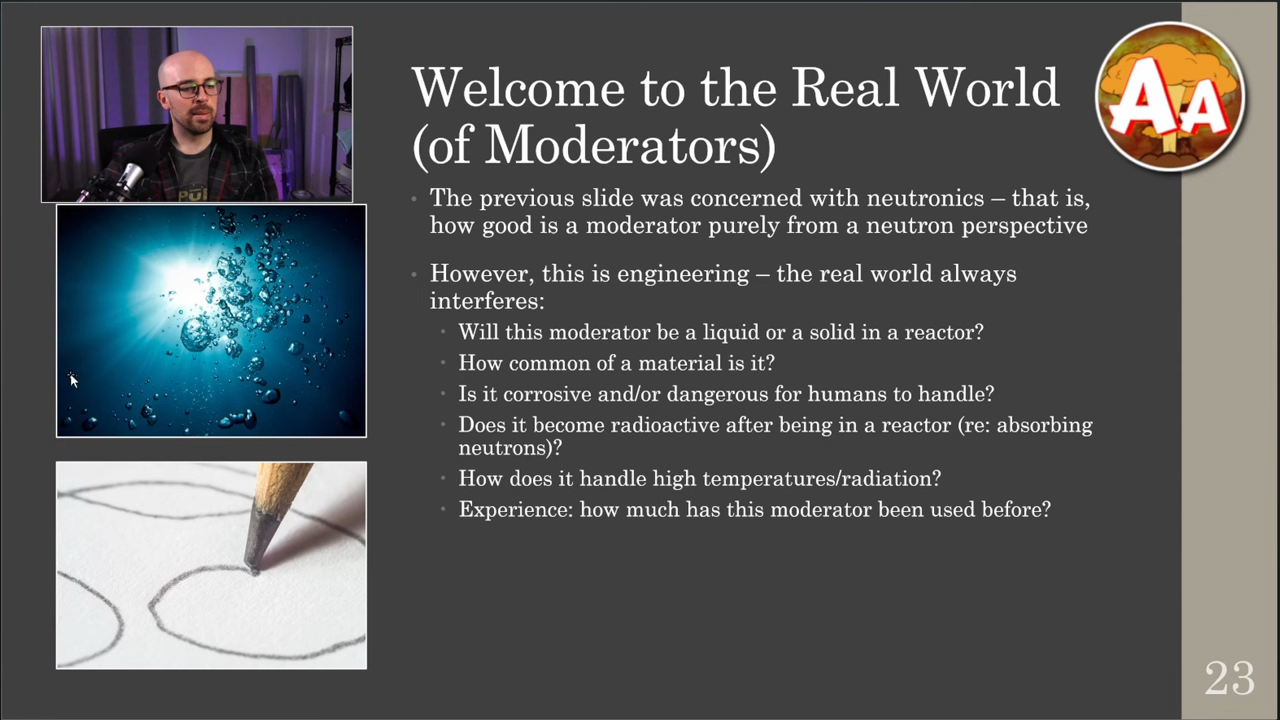 Welcome to the Real World
(of Moderators)
AA
The previous slide was concerned with neutronics – that is,
how good is a moderator purely from a neutron perspective
However, this is engineering – the real world always
interferes:
Will this moderator be a liquid or a solid in a reactor?
How common of a material is it?
Is it corrosive and/or dangerous for humans to handle?
Does it become radioactive after being in a reactor (re: absorbing
neutrons)?
How does it handle high temperatures/radiation?
Experience: how much has this moderator been used before?
23